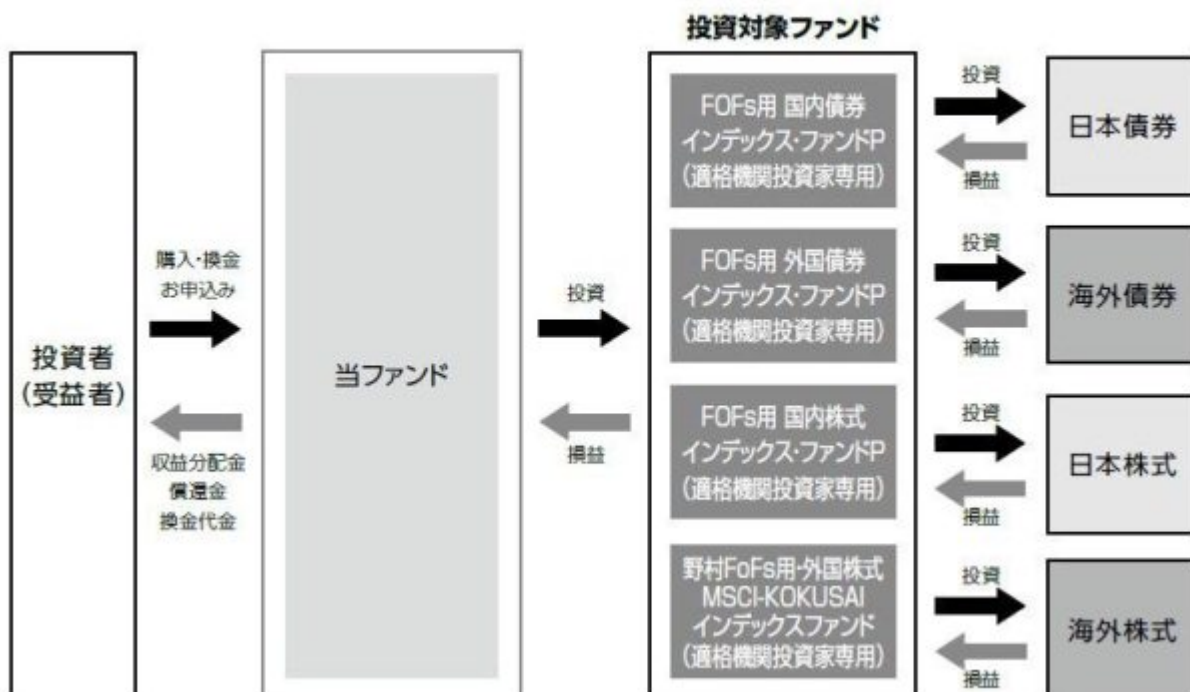 投資対象ファンド
投資者
(受益者)
購入・換金
お申込み
収益分配金
償還金
換金代金
当ファンド
投資
損益
FOFs用 国内債券
インデックス・ファンドP
(適格機関投資家専用)
投資
損益
日本債券
FOFs用 外国債券
インデックス・ファンドP
(適格機関投資家専用)
投資
損益
海外債券
FOFs用 国内株式
インデックス・ファンドP
(適格機関投資家専用)
投資
損益
日本株式
野村FoFs用・外国株式
MSCI-KOKUSAI
インデックスファンド
(適格機関投資家専用)
投資
損益
海外株式